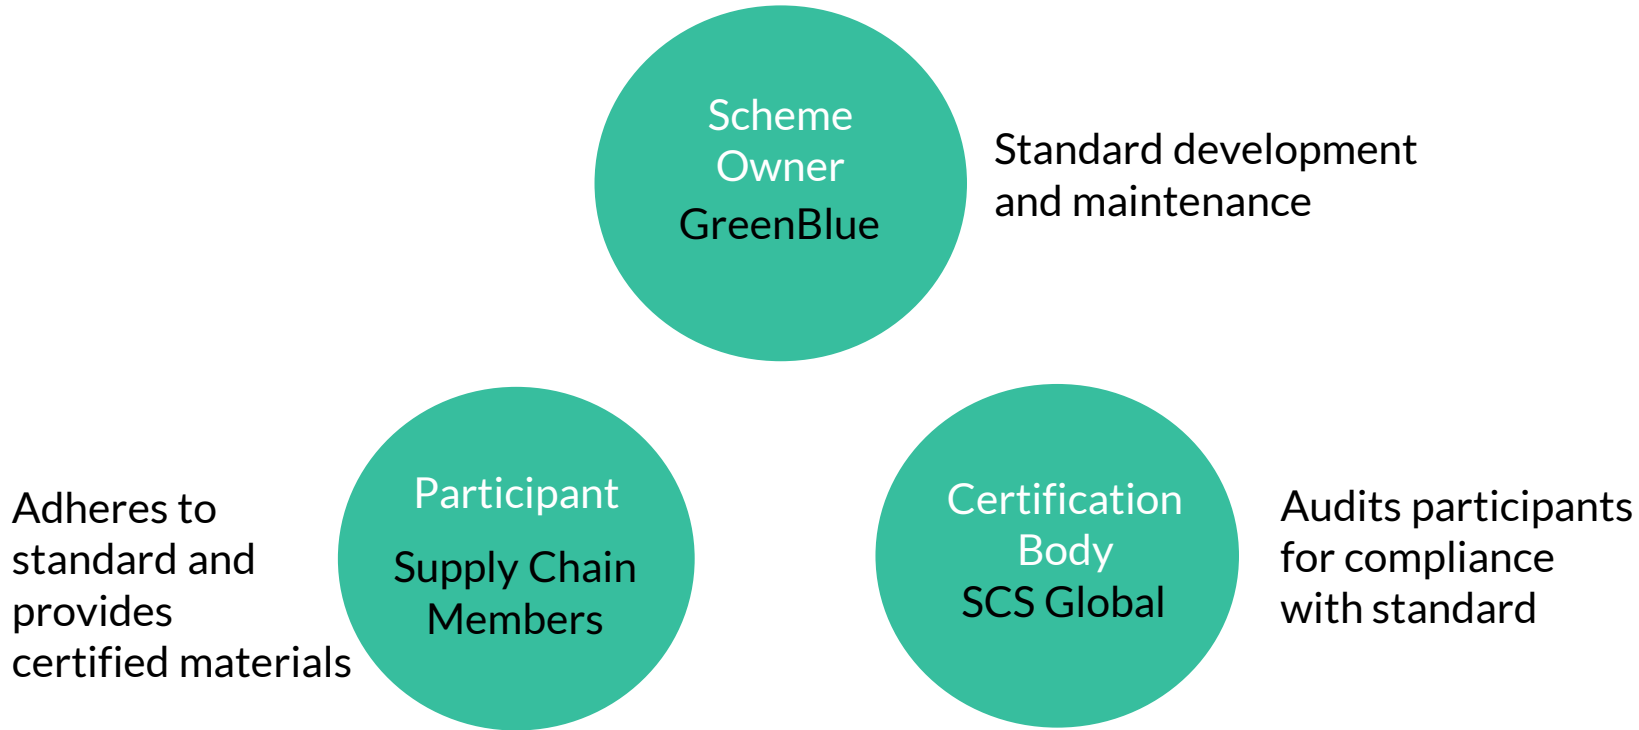 Scheme
Owner
GreenBlue
Standard development
and maintenance
Adheres to
standard and
provides
certified materials
Participant
Supply Chain
Members
Certification
Body
SCS Global
Audits participants
for compliance
with standard